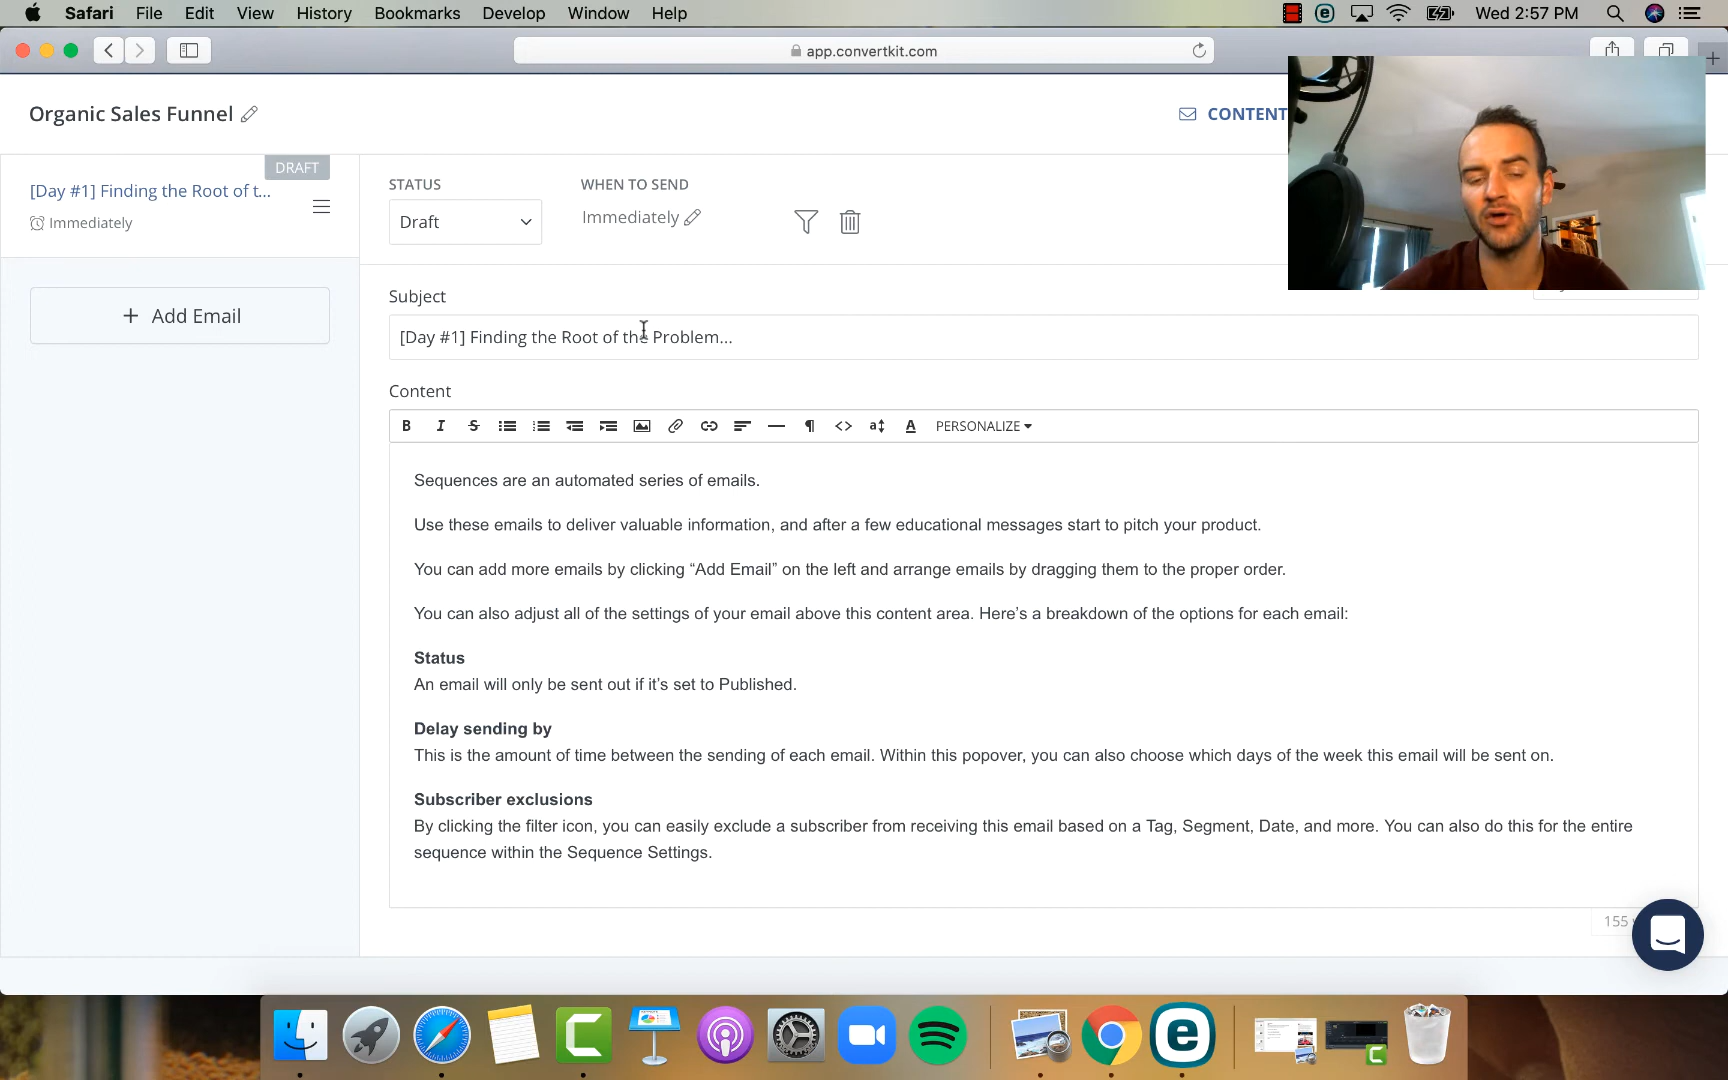 Safari File Edit View History Bookmarks Develop Window Help Wed 2:57 PM
app.convertkit.com
Organic Sales Funnel
CONTENT
DRAFT
[Day #1] Finding the Root of t...
Immediately
Add Email
STATUS
Draft
WHEN TO SEND
Immediately
Subject
[Day #1] Finding the Root of the Problem...
Content
B I S A PERSONALIZE
Sequences are an automated series of emails.
Use these emails to deliver valuable information, and after a few educational messages start to pitch your product.
You can add more emails by clicking “Add Email” on the left and arrange emails by dragging them to the proper order.
You can also adjust all of the settings of your email above this content area. Here’s a breakdown of the options for each email:
Status
An email will only be sent out if it’s set to Published.
Delay sending by
This is the amount of time between the sending of each email. Within this popover, you can also choose which days of the week this email will be sent on.
Subscriber exclusions
By clicking the filter icon, you can easily exclude a subscriber from receiving this email based on a Tag, Segment, Date, and more. You can also do this for the entire
sequence within the Sequence Settings.
155